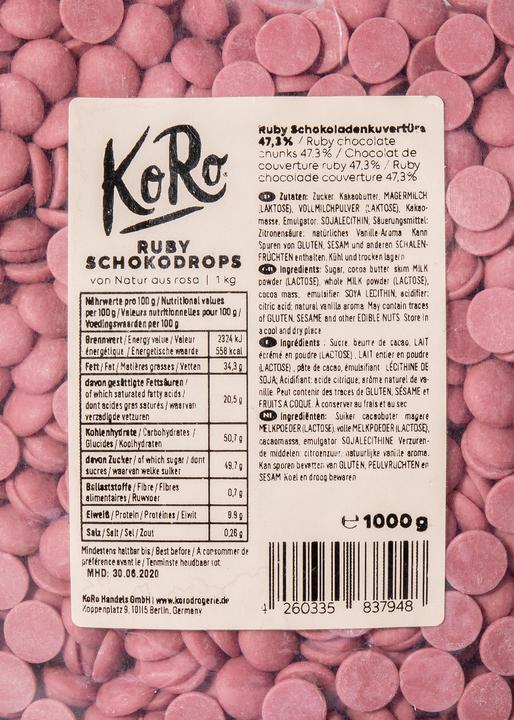 KoRo
RUBY
SCHOKODROPS
von Natur aus rosa | 1 kg
Nährwerte pro 100 g / Nutritional values
per 100 g / Valeurs nutritionnelles pour 100 g /
Voedingswaarden per 100 g
Brennwert / Energy value / Valeur
énergétique / Energetische waarde
2324 kJ
558 kcal
Fett / Fat / Matières grasses / Vetten
34,3 g
davon gesättigte Fettsäuren /
of which saturated fatty acids /
dont acides gras saturés / waarvan
verzadigde vetzuren
20,5 g
Kohlenhydrate / Carbohydrates /
Glucides / Koolhydraten
50,7 g
davon Zucker / of which sugar / dont
sucres / waarvan welke suiker
49,7 g
Ballaststoffe / Fibre / Fibres
alimentaires / Ruwvoer
0,7 g
Eiweiß / Protein / Protéines / Eiwit
9,9 g
Salz / Salt / Sel / Zout
0,26 g
Mindestens haltbar bis / Best before / A consommer de
préférence avant le / Tenminste houdbaar tot:
MHD: 30.06.2020
KoRo Handels GmbH | www.korodrogerie.de
Koppenplatz 9, 10115 Berlin, Germany
Ruby Schokoladenkuvertüre
47,3% / Ruby chocolate
chunks 47,3% / Chocolat de
couverture ruby 47,3% / Ruby
chocolade couverture 47,3%
D Zutaten: Zucker, Kakaobutter, MAGERMILCH
(LAKTOSE), VOLLMILCHPULVER (LAKTOSE), Kakao-
masse, Emulgator: SOJALECITHIN, Säuerungsmittel:
Zitronensäure; natürliches Vanille-Aroma. Kann
Spuren von GLUTEN, SESAM und anderen SCHALEN-
FRÜCHTEN enthalten. Kühl und trocken lagern
GB Ingredients: Sugar, cocoa butter, skim MILK
powder (LACTOSE), whole MILK powder (LACTOSE),
cocoa mass, emulsifier: SOYA LECITHIN, acidifier:
citric acid; natural vanilla aroma. May contain traces
of GLUTEN, SESAME and other EDIBLE NUTS. Store in
a cool and dry place
F Ingrédients : Sucre, beurre de cacao, LAIT
écrémé en poudre (LACTOSE), LAIT entier en poudre
(LACTOSE), pâte de cacao, émulsifiant: LÉCITHINE DE
SOJA; Acidifiant: acide citrique, arôme naturel de va-
nille. Peut contenir des traces de GLUTEN, SÉSAME et
FRUITS A COQUE. À conserver au frais et au sec
NL Ingrediënten: Suiker, cacaoboter, magere
MELKPOEDER (LACTOSE), volle MELKPOEDER (LACTOSE),
cacaomassa, emulgator: SOJALECITHINE. Verzuren-
de middelen: citroenzuur, natuurlijke vanille aroma.
Kan sporen bevatten van GLUTEN, PEULVRUCHTEN en
SESAM. Koel en droog bewaren
℮ 1000 g
4 260335 837948